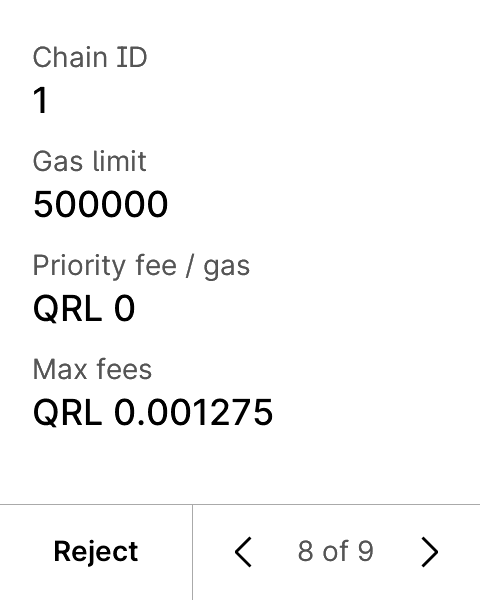 Chain ID
1
Gas limit
500000
Priority fee / gas
QRL 0
Max fees
QRL 0.001275
Reject
8 of 9